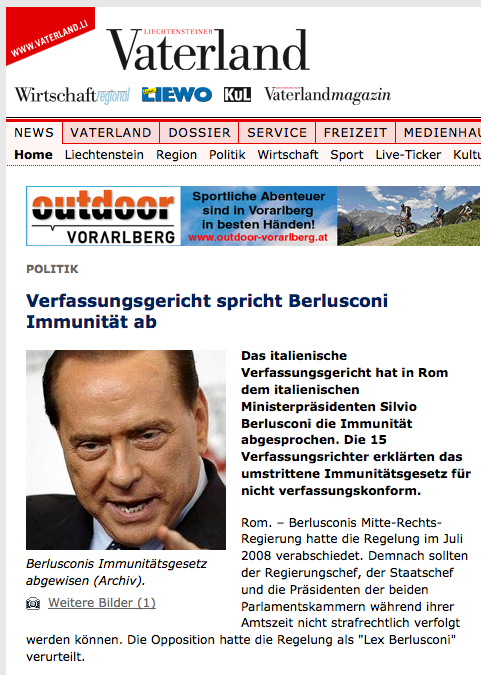 WWW.VATERLAND.LI
LIECHTENSTEINER
Vaterland
Wirtschaftregional LIEWO KuL Vaterlandmagazin
NEWS VATERLAND DOSSIER SERVICE FREIZEIT MEDIENHAU
Home Liechtenstein Region Politik Wirtschaft Sport Live-Ticker Kultu
outdoor
VORARLBERG
Sportliche Abenteuer
sind in Vorarlberg
in besten Händen!
www.outdoor-vorarlberg.at
POLITIK
Verfassungsgericht spricht Berlusconi
Immunität ab
Das italienische
Verfassungsgericht hat in Rom
dem italienischen
Ministerpräsidenten Silvio
Berlusconi die Immunität
abgesprochen. Die 15
Verfassungsrichter erklärten das
umstrittene Immunitätsgesetz für
nicht verfassungskonform.
Berlusconis Immunitätsgesetz
abgewisen (Archiv).
Weitere Bilder (1)
Rom. – Berlusconis Mitte-Rechts-
Regierung hatte die Regelung im Juli
2008 verabschiedet. Demnach sollten
der Regierungschef, der Staatschef
und die Präsidenten der beiden
Parlamentskammern während ihrer
Amtszeit nicht strafrechtlich verfolgt
werden können. Die Opposition hatte die Regelung als "Lex Berlusconi"
verurteilt.